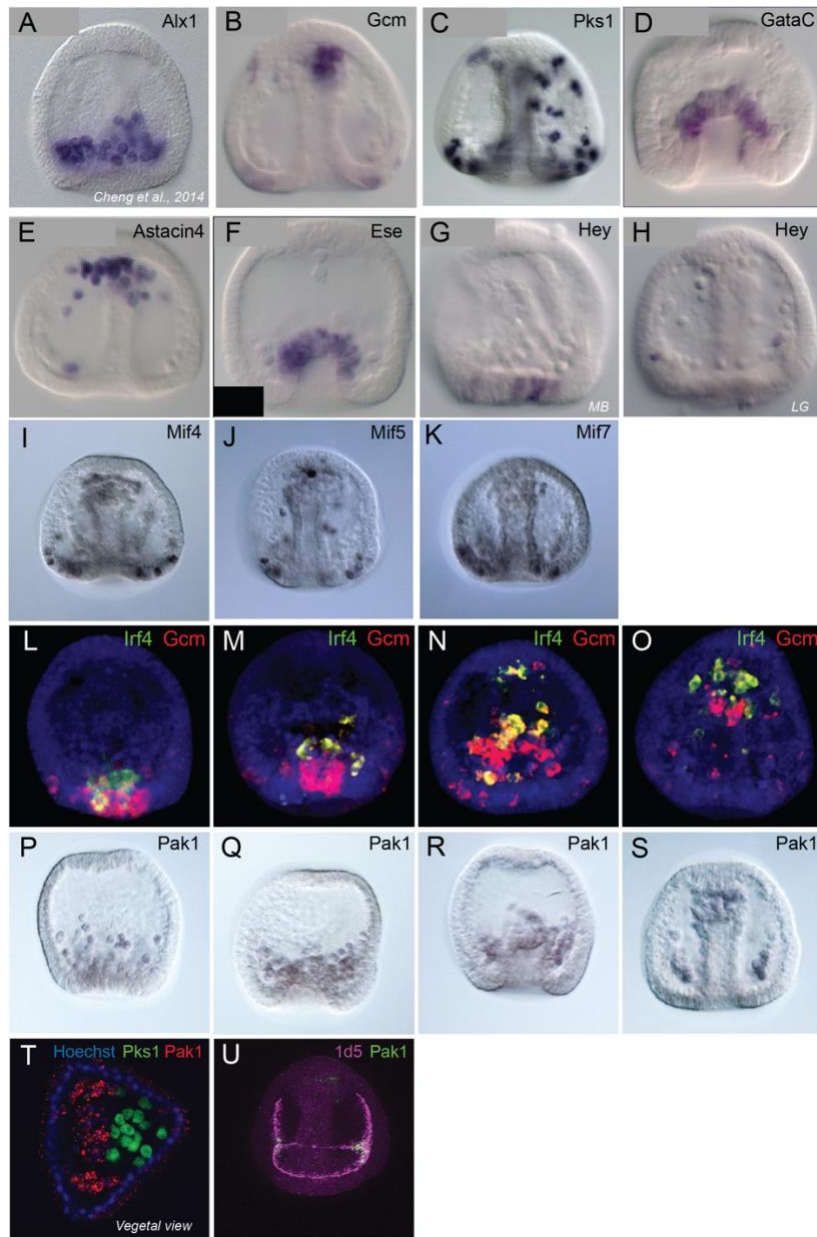 A Alx1
Cheng et al., 2014
B Gcm
C Pks1
D GataC
E Astacin4
F Ese
G Hey
MB
H Hey
LG
I Mif4
J Mif5
K Mif7
L Irf4 Gcm
M Irf4 Gcm
N Irf4 Gcm
O Irf4 Gcm
P Pak1
Q Pak1
R Pak1
S Pak1
T Hoechst Pks1 Pak1
Vegetal view
U 1d5 Pak1